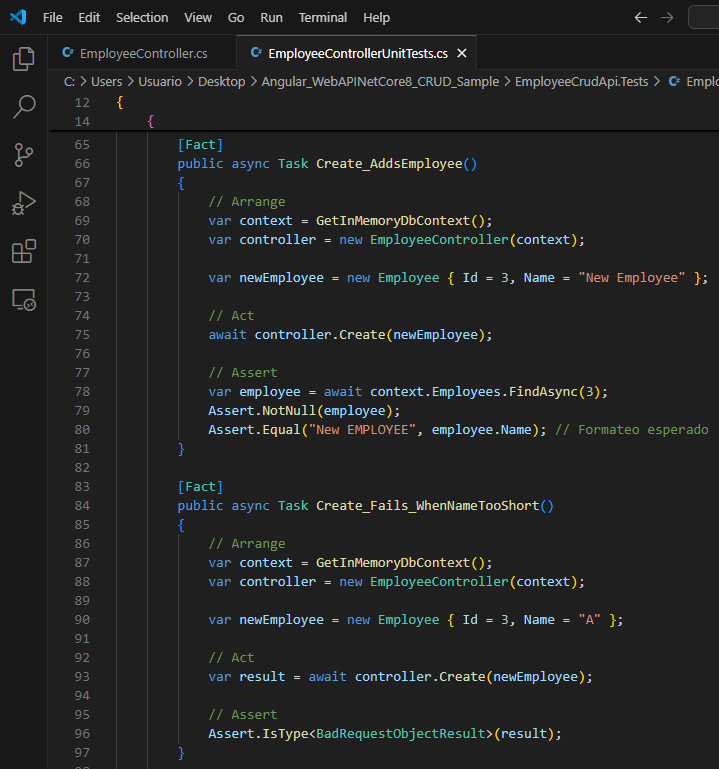 File Edit Selection View Go Run Terminal Help
C# EmployeeController.cs
C# EmployeeControllerUnitTests.cs
C: > Users > Usuario > Desktop > Angular_WebAPINetCore8_CRUD_Sample > EmployeeCrudApi.Tests > C# Emplo
12 {
14 {
65 [Fact]
66 public async Task Create_AddsEmployee()
67 {
68 // Arrange
69 var context = GetInMemoryDbContext();
70 var controller = new EmployeeController(context);
71
72 var newEmployee = new Employee { Id = 3, Name = "New Employee" };
73
74 // Act
75 await controller.Create(newEmployee);
76
77 // Assert
78 var employee = await context.Employees.FindAsync(3);
79 Assert.NotNull(employee);
80 Assert.Equal("New EMPLOYEE", employee.Name); // Formateo esperado
81 }
82
83 [Fact]
84 public async Task Create_Fails_WhenNameTooShort()
85 {
86 // Arrange
87 var context = GetInMemoryDbContext();
88 var controller = new EmployeeController(context);
89
90 var newEmployee = new Employee { Id = 3, Name = "A" };
91
92 // Act
93 var result = await controller.Create(newEmployee);
94
95 // Assert
96 Assert.IsType<BadRequestObjectResult>(result);
97 }